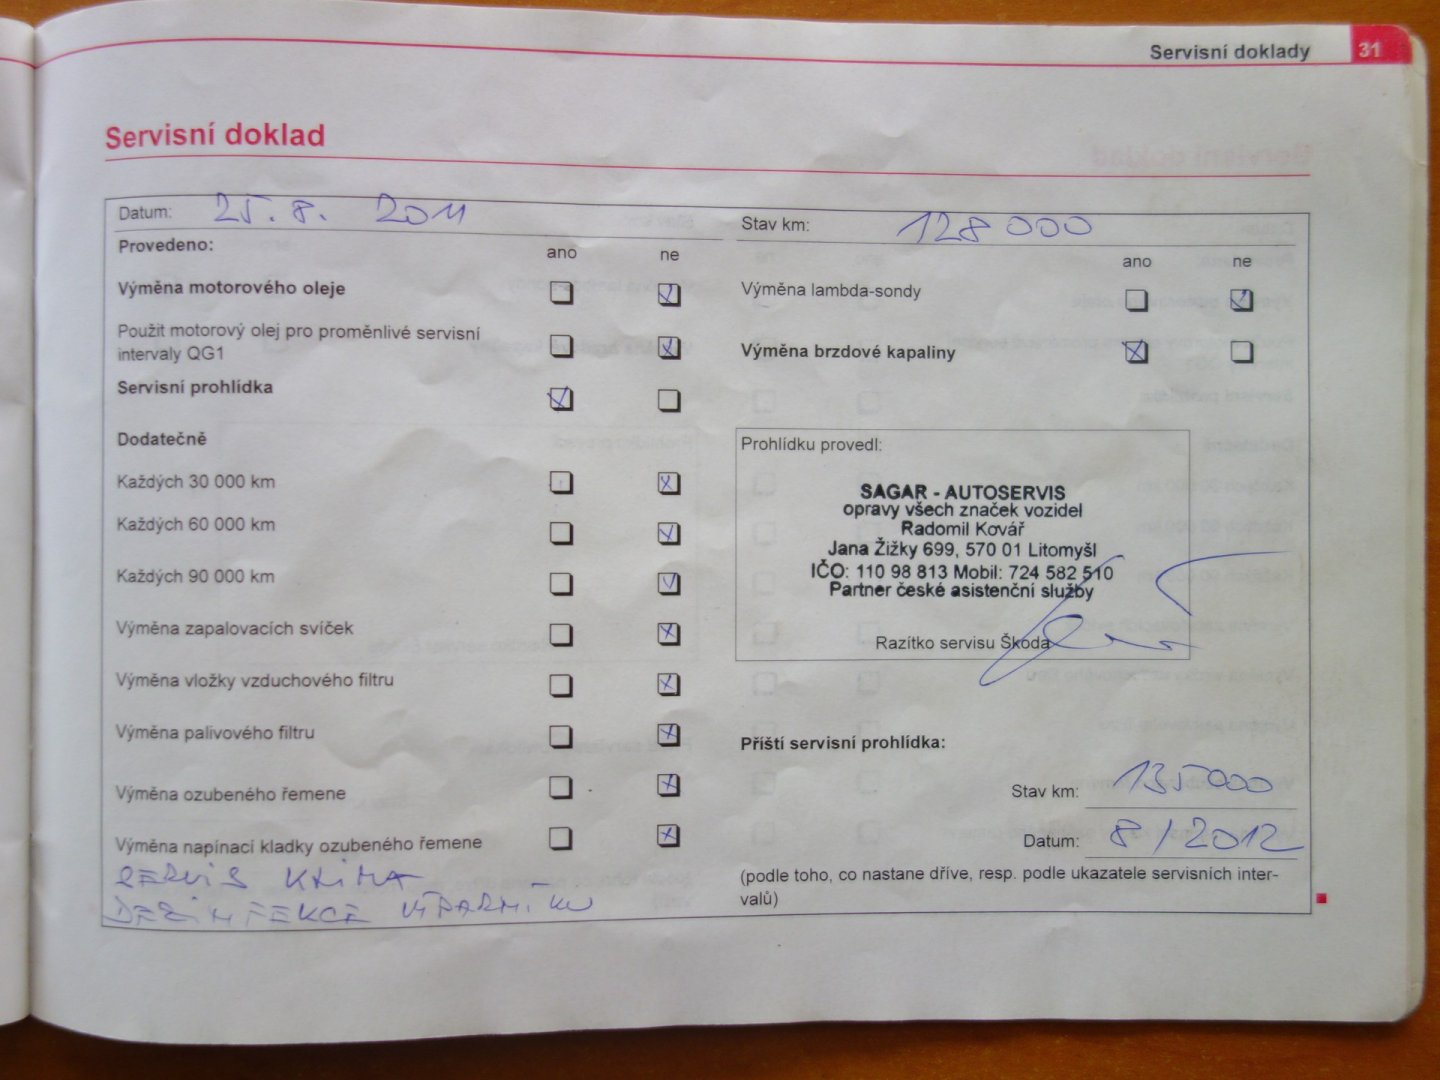 Servisní doklady 31
Servisní doklad
Datum: 25. 8. 2011
Provedeno:
ano ne
Výměna motorového oleje
Použit motorový olej pro proměnlivé servisní
intervaly QG1
Servisní prohlídka
Dodatečně
Každých 30 000 km
Každých 60 000 km
Každých 90 000 km
Výměna zapalovacích svíček
Výměna vložky vzduchového filtru
Výměna palivového filtru
Výměna ozubeného řemene
Výměna napínací kladky ozubeného řemene
SERVIS KLIMA
DEZINFEKCE VÍPARNÍKU
Stav km: 128 000
ano ne
Výměna lambda-sondy
Výměna brzdové kapaliny
Prohlídku provedl:
SAGAR - AUTOSERVIS
opravy všech značek vozidel
Radomil Kovář
Jana Žižky 699, 570 01 Litomyšl
IČO: 110 98 813 Mobil: 724 582 510
Partner české asistenční služby
Razítko servisu Škoda
Příští servisní prohlídka:
Stav km: 135000
Datum: 8/2012
(podle toho, co nastane dříve, resp. podle ukazatele servisních inter-
valů)